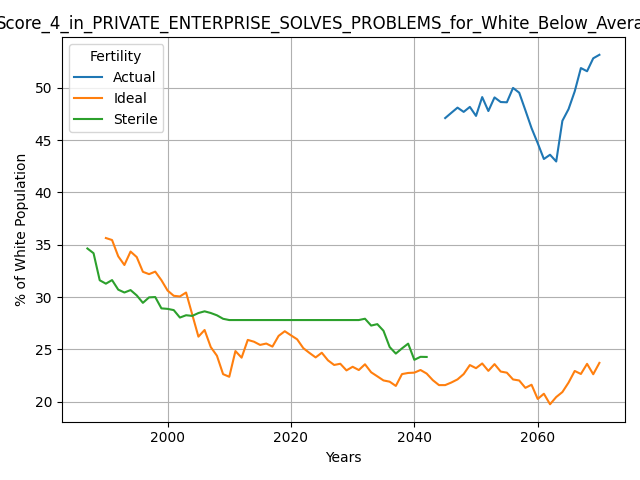 Score_4_in_PRIVATE_ENTERPRISE_SOLVES_PROBLEMS_for_White_Below_Avera
Fertility
Actual
Ideal
Sterile
50
45
40
35
30
25
20
% of White Population
2000
2020
2040
2060
Years